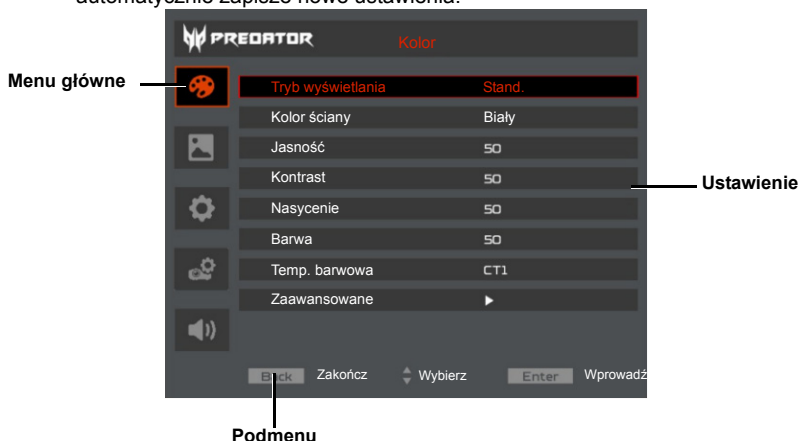 automatycznie zapisze nowe ustawienia.
PREDATOR Kolor
Menu główne
Tryb wyświetlania Stand.
Kolor ściany Biały
Jasność 50
Kontrast 50
Ustawienie
Nasycenie 50
Barwa 50
Temp. barwowa CT1
Zaawansowane
Back Zakończ Wybierz Enter Wprowadź
Podmenu